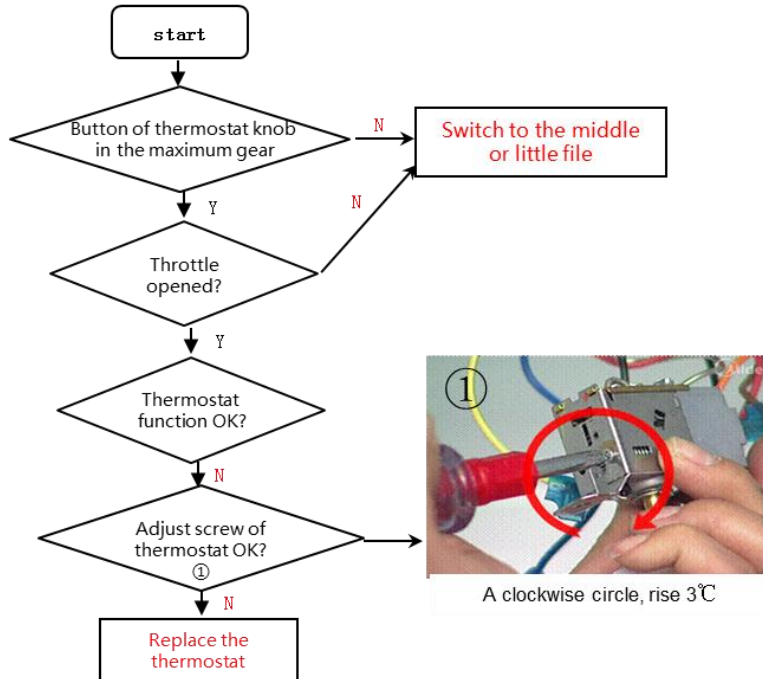 start
Button of thermostat knob
in the maximum gear
N
Switch to the middle
or little file
Y
N
Throttle
opened?
Y
Thermostat
function OK?
N
Adjust screw of
thermostat OK?
①
①
A clockwise circle, rise 3℃
N
Replace the
thermostat